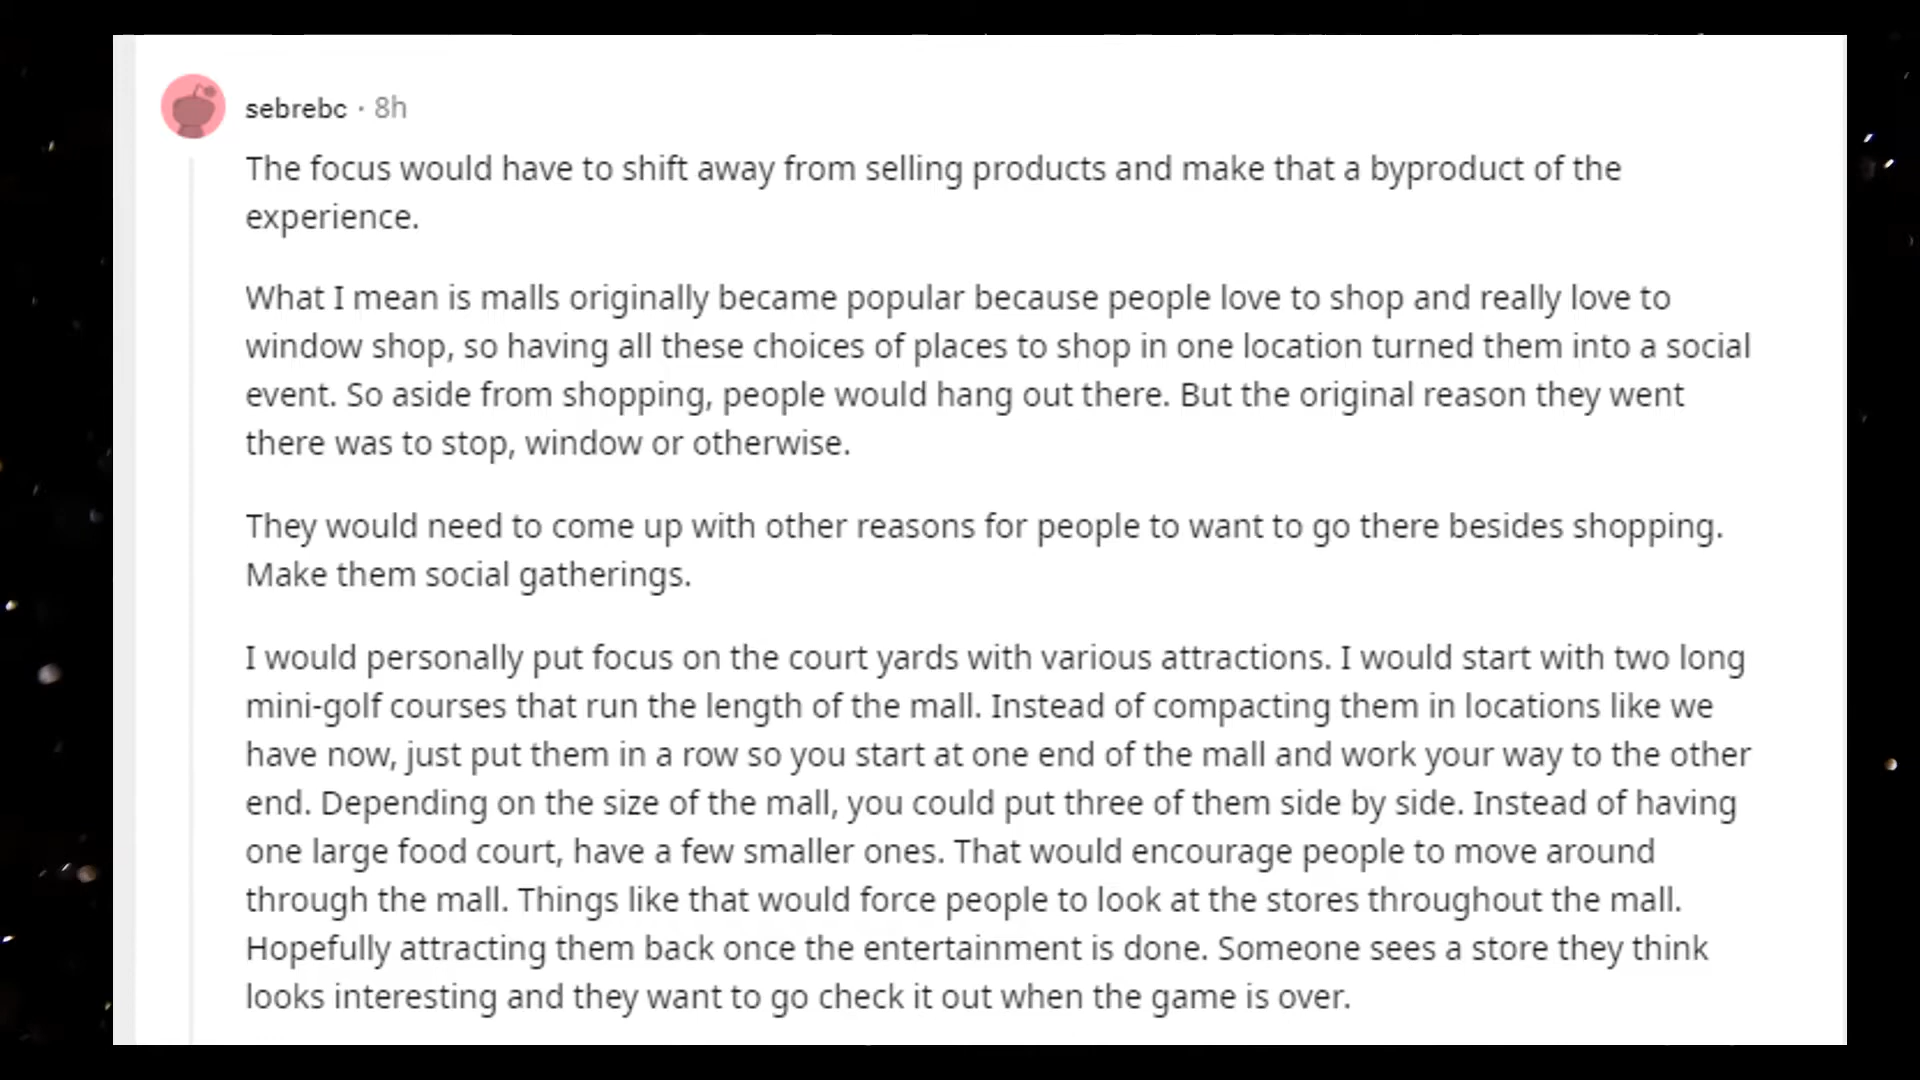 sebrebc · 8h
The focus would have to shift away from selling products and make that a byproduct of the
experience.
What I mean is malls originally became popular because people love to shop and really love to
window shop, so having all these choices of places to shop in one location turned them into a social
event. So aside from shopping, people would hang out there. But the original reason they went
there was to stop, window or otherwise.
They would need to come up with other reasons for people to want to go there besides shopping.
Make them social gatherings.
I would personally put focus on the court yards with various attractions. I would start with two long
mini-golf courses that run the length of the mall. Instead of compacting them in locations like we
have now, just put them in a row so you start at one end of the mall and work your way to the other
end. Depending on the size of the mall, you could put three of them side by side. Instead of having
one large food court, have a few smaller ones. That would encourage people to move around
through the mall. Things like that would force people to look at the stores throughout the mall.
Hopefully attracting them back once the entertainment is done. Someone sees a store they think
looks interesting and they want to go check it out when the game is over.